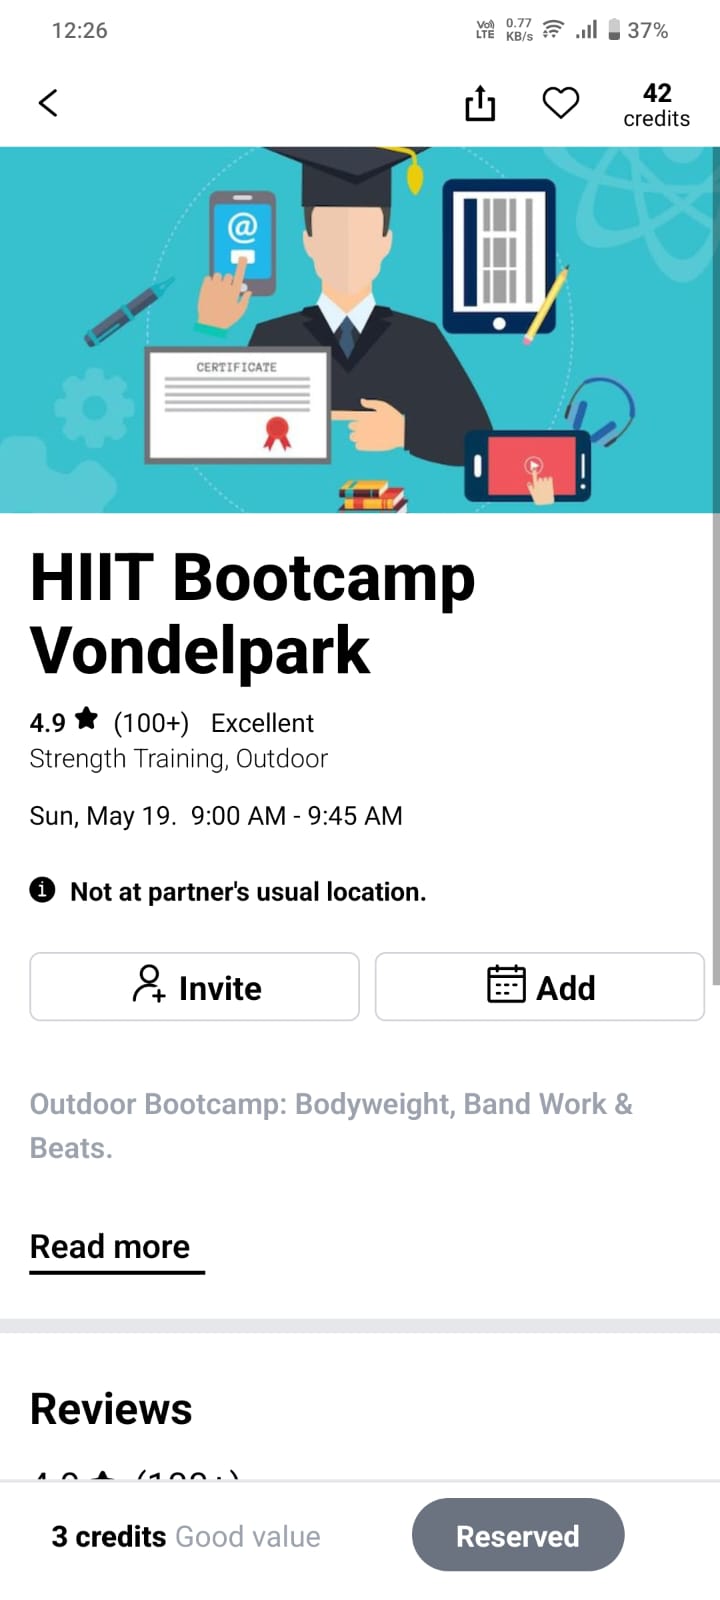 12:26
Vo)) LTE
0.77 KB/s
37%
42
credits
@
CERTIFICATE
HIIT Bootcamp
Vondelpark
4.9 ★ (100+) Excellent
Strength Training, Outdoor
Sun, May 19. 9:00 AM - 9:45 AM
Not at partner's usual location.
Invite
Add
Outdoor Bootcamp: Bodyweight, Band Work &
Beats.
Read more
Reviews
3 credits Good value
Reserved